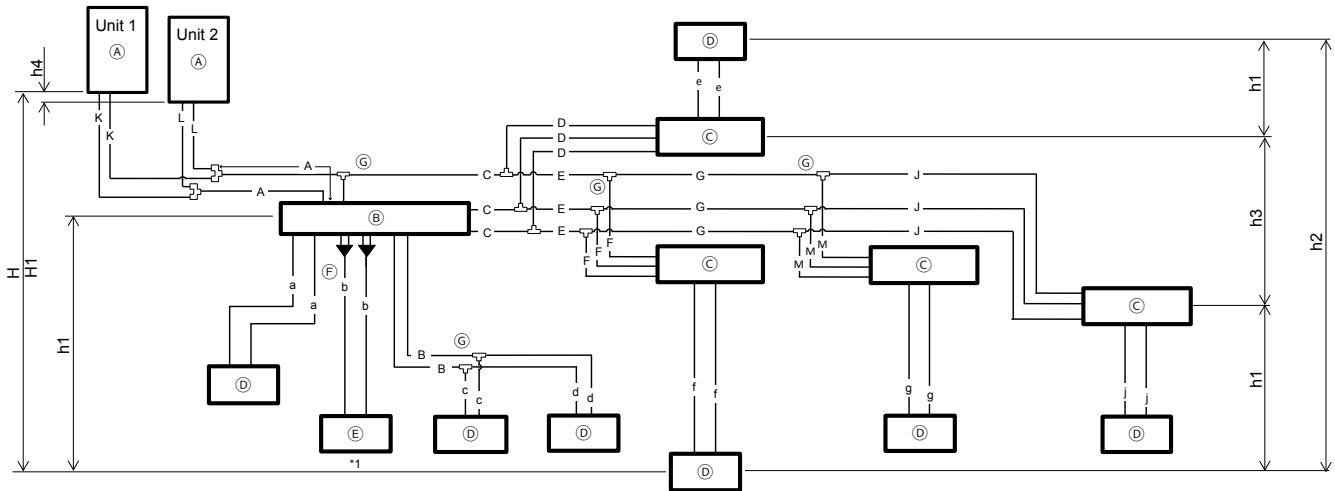 Unit 1
Ⓐ
Unit 2
Ⓐ
Ⓓ
h4
K
K
L
L
e
e
h1
D
D
D
Ⓒ
A
Ⓖ
A
C
E
G
Ⓖ
J
Ⓖ
C
E
G
J
C
E
G
J
Ⓑ
h3
h2
H
H1
F
F
F
M
M
M
Ⓒ
Ⓒ
Ⓕ
a
a
b
b
Ⓒ
h1
Ⓖ
B
B
Ⓓ
c
c
d
d
f
f
g
g
j
j
h1
Ⓔ
Ⓓ
Ⓓ
Ⓓ
Ⓓ
*1
Ⓓ